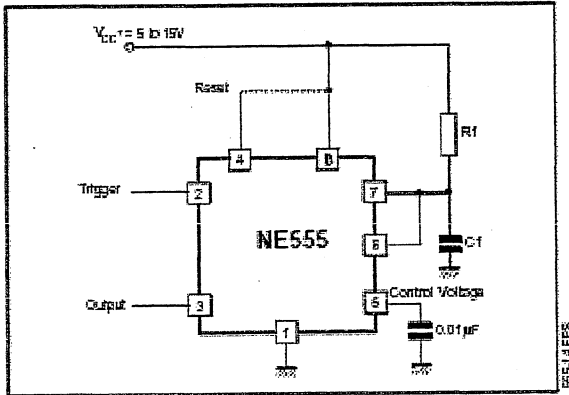 V_CC = 5 to 15V
Reset
R1
4
8
Trigger
2
7
NE555
6
C1
Output
3
5
Control Voltage
1
0.01µF